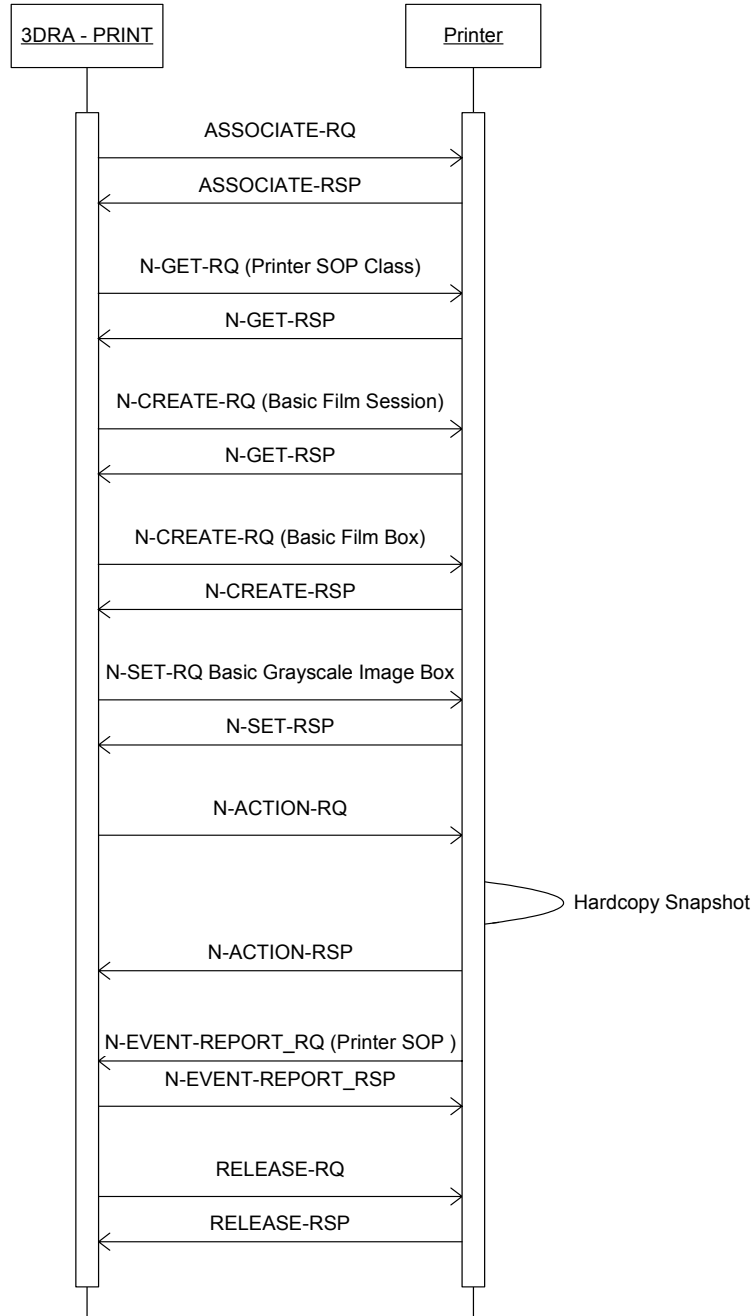 3DRA - PRINT
Printer
ASSOCIATE-RQ
ASSOCIATE-RSP
N-GET-RQ (Printer SOP Class)
N-GET-RSP
N-CREATE-RQ (Basic Film Session)
N-GET-RSP
N-CREATE-RQ (Basic Film Box)
N-CREATE-RSP
N-SET-RQ Basic Grayscale Image Box
N-SET-RSP
N-ACTION-RQ
Hardcopy Snapshot
N-ACTION-RSP
N-EVENT-REPORT_RQ (Printer SOP )
N-EVENT-REPORT_RSP
RELEASE-RQ
RELEASE-RSP